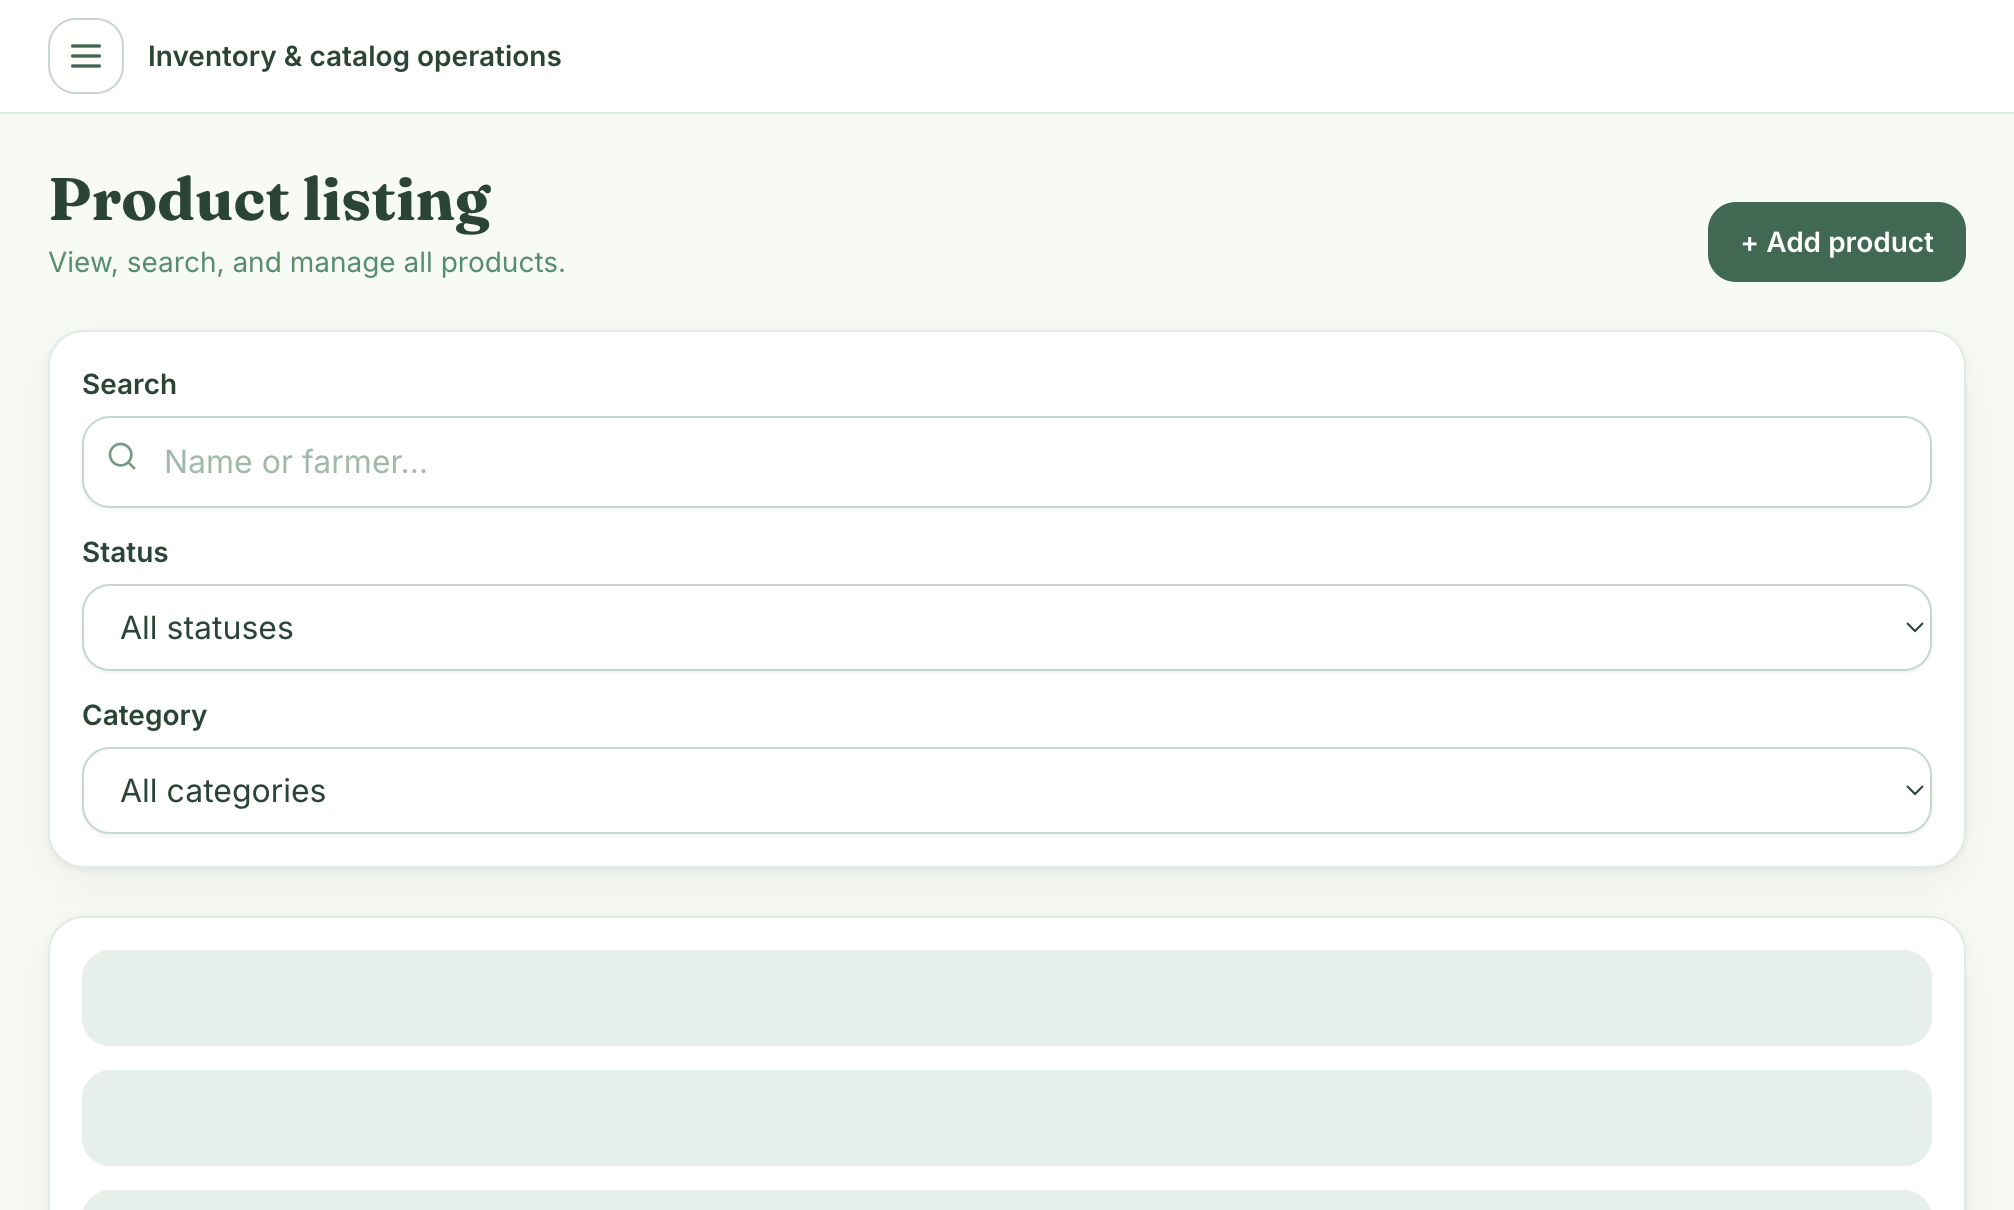 Inventory & catalog operations
Product listing
View, search, and manage all products.
+ Add product
Search
Name or farmer...
Status
All statuses
Category
All categories